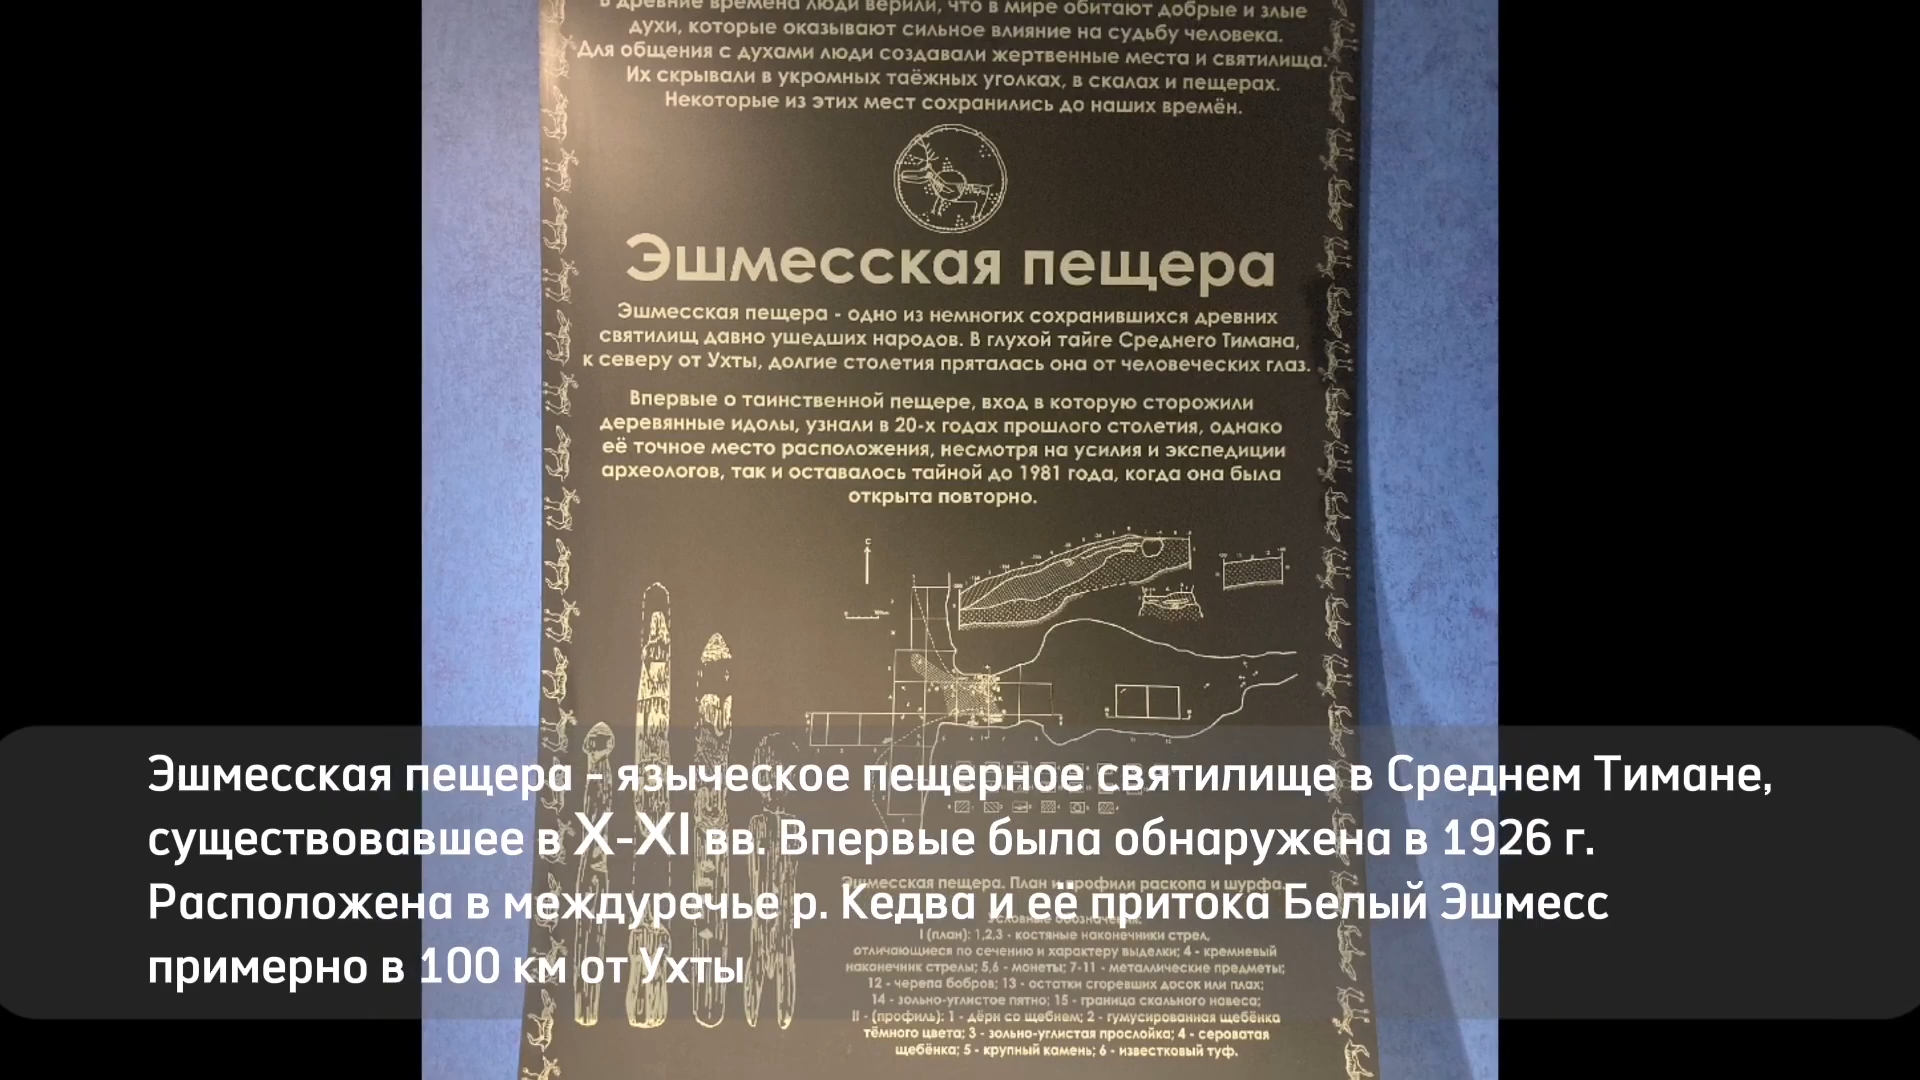 В древние времена люди верили, что в мире обитают добрые и злые
духи, которые оказывают сильное влияние на судьбу человека.
Для общения с духами люди создавали жертвенные места и святилища.
Их скрывали в укромных таёжных уголках, в скалах и пещерах.
Некоторые из этих мест сохранились до наших времён.
Эшмесская пещера
Эшмесская пещера - одно из немногих сохранившихся древних
святилищ давно ушедших народов. В глухой тайге Среднего Тимана,
к северу от Ухты, долгие столетия пряталась она от человеческих глаз.
Впервые о таинственной пещере, вход в которую сторожили
деревянные идолы, узнали в 20-х годах прошлого столетия, однако
её точное место расположения, несмотря на усилия и экспедиции
археологов, так и оставалось тайной до 1981 года, когда она была
открыта повторно.
С
Эшмесская пещера - языческое пещерное святилище в Среднем Тимане,
существовавшее в X-XI вв. Впервые была обнаружена в 1926 г.
Расположена в междуречье р. Кедва и её притока Белый Эшмесс
примерно в 100 км от Ухты
Эшмесская пещера. План и профили раскопа и шурфа.
Условные обозначения:
I (план): 1,2,3 - костяные наконечники стрел,
отличающиеся по сечению и характеру выделки; 4 - кремниевый
наконечник стрелы; 5,6 - монеты; 7-11 - металлические предметы;
12 - черепа бобров; 13 - остатки сгоревших досок или плах;
14 - зольно-углистое пятно; 15 - граница скального навеса;
II - (профиль): 1 - дёрн со щебнем; 2 - гумусированная щебёнка
тёмного цвета; 3 - зольно-углистая прослойка; 4 - сероватая
щебёнка; 5 - крупный камень; 6 - известковый туф.